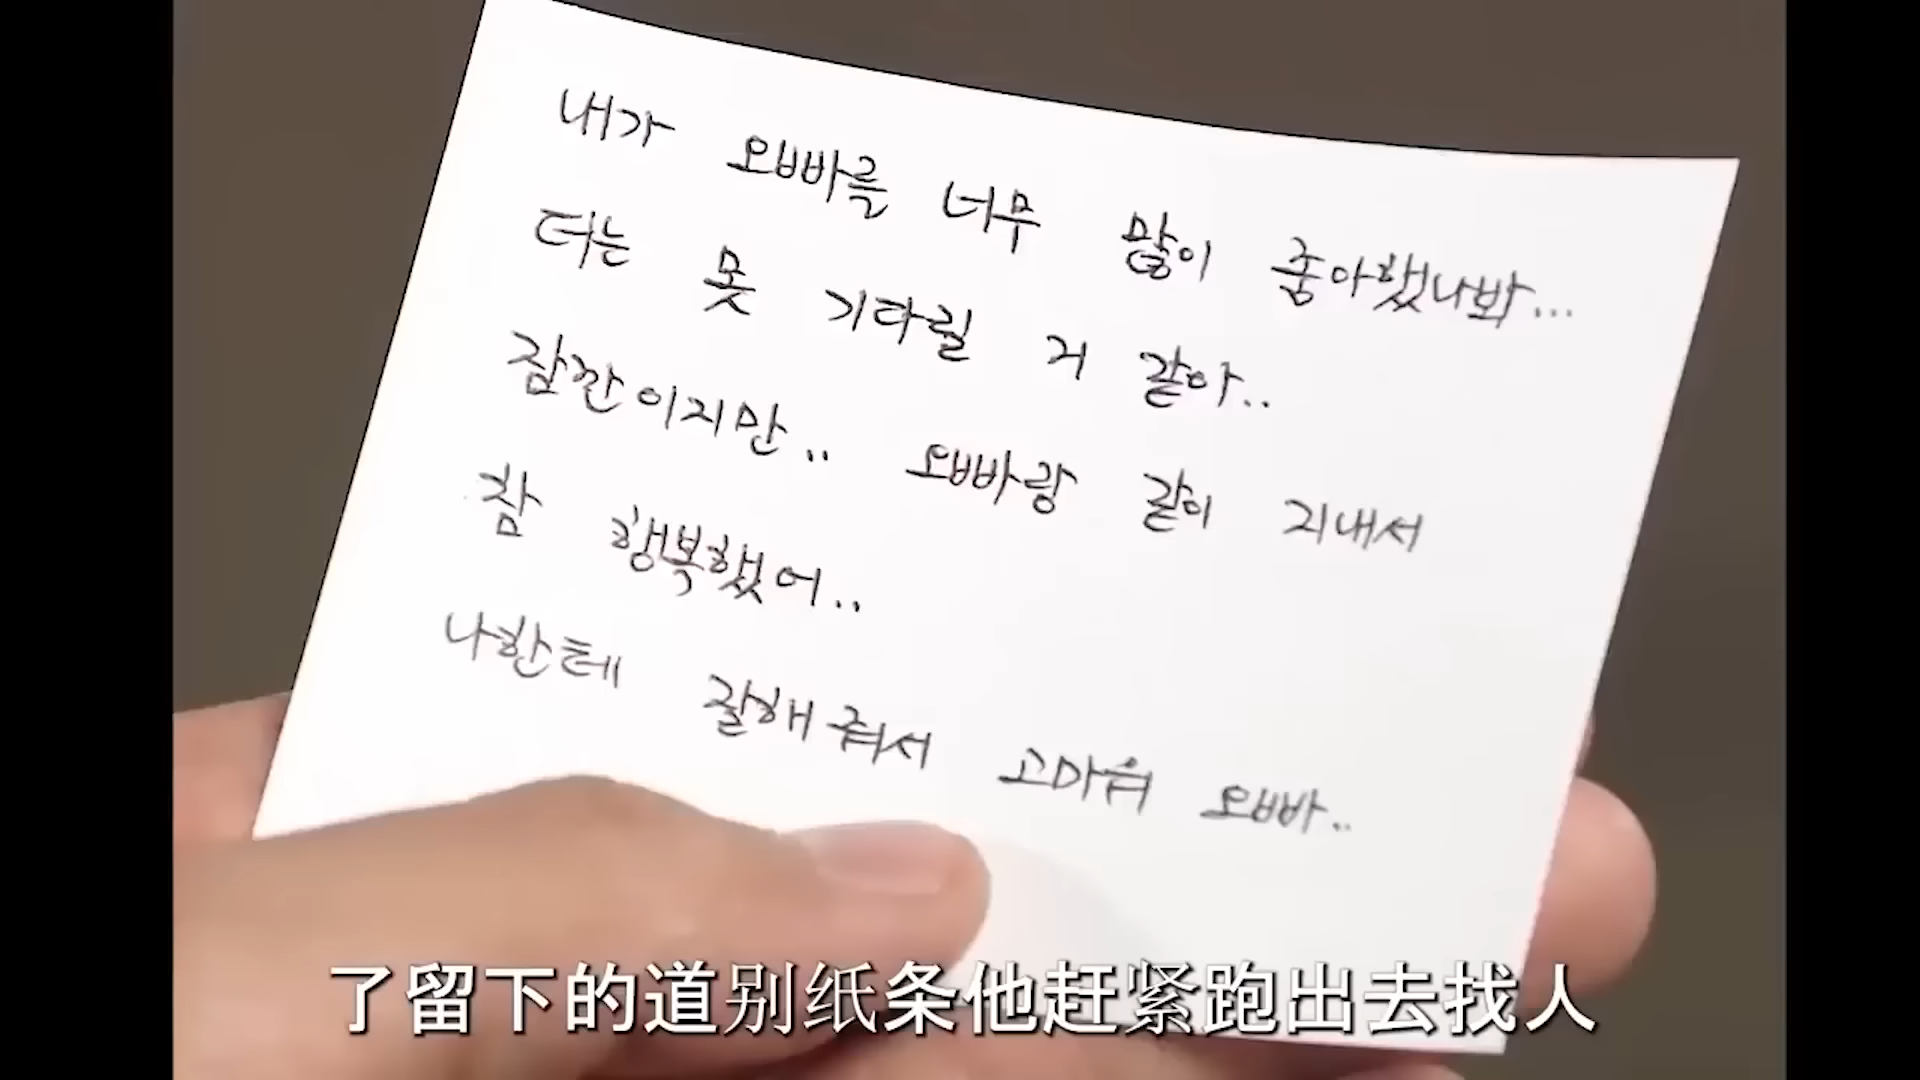 내가 오빠를 너무 많이 좋아했나봐...
더는 못 기다릴 거 같아..
잠깐이지만.. 오빠랑 같이 지내서
참 행복했어..
나한테 잘해줘서 고마워 오빠..
了留下的道别纸条他赶紧跑出去找人